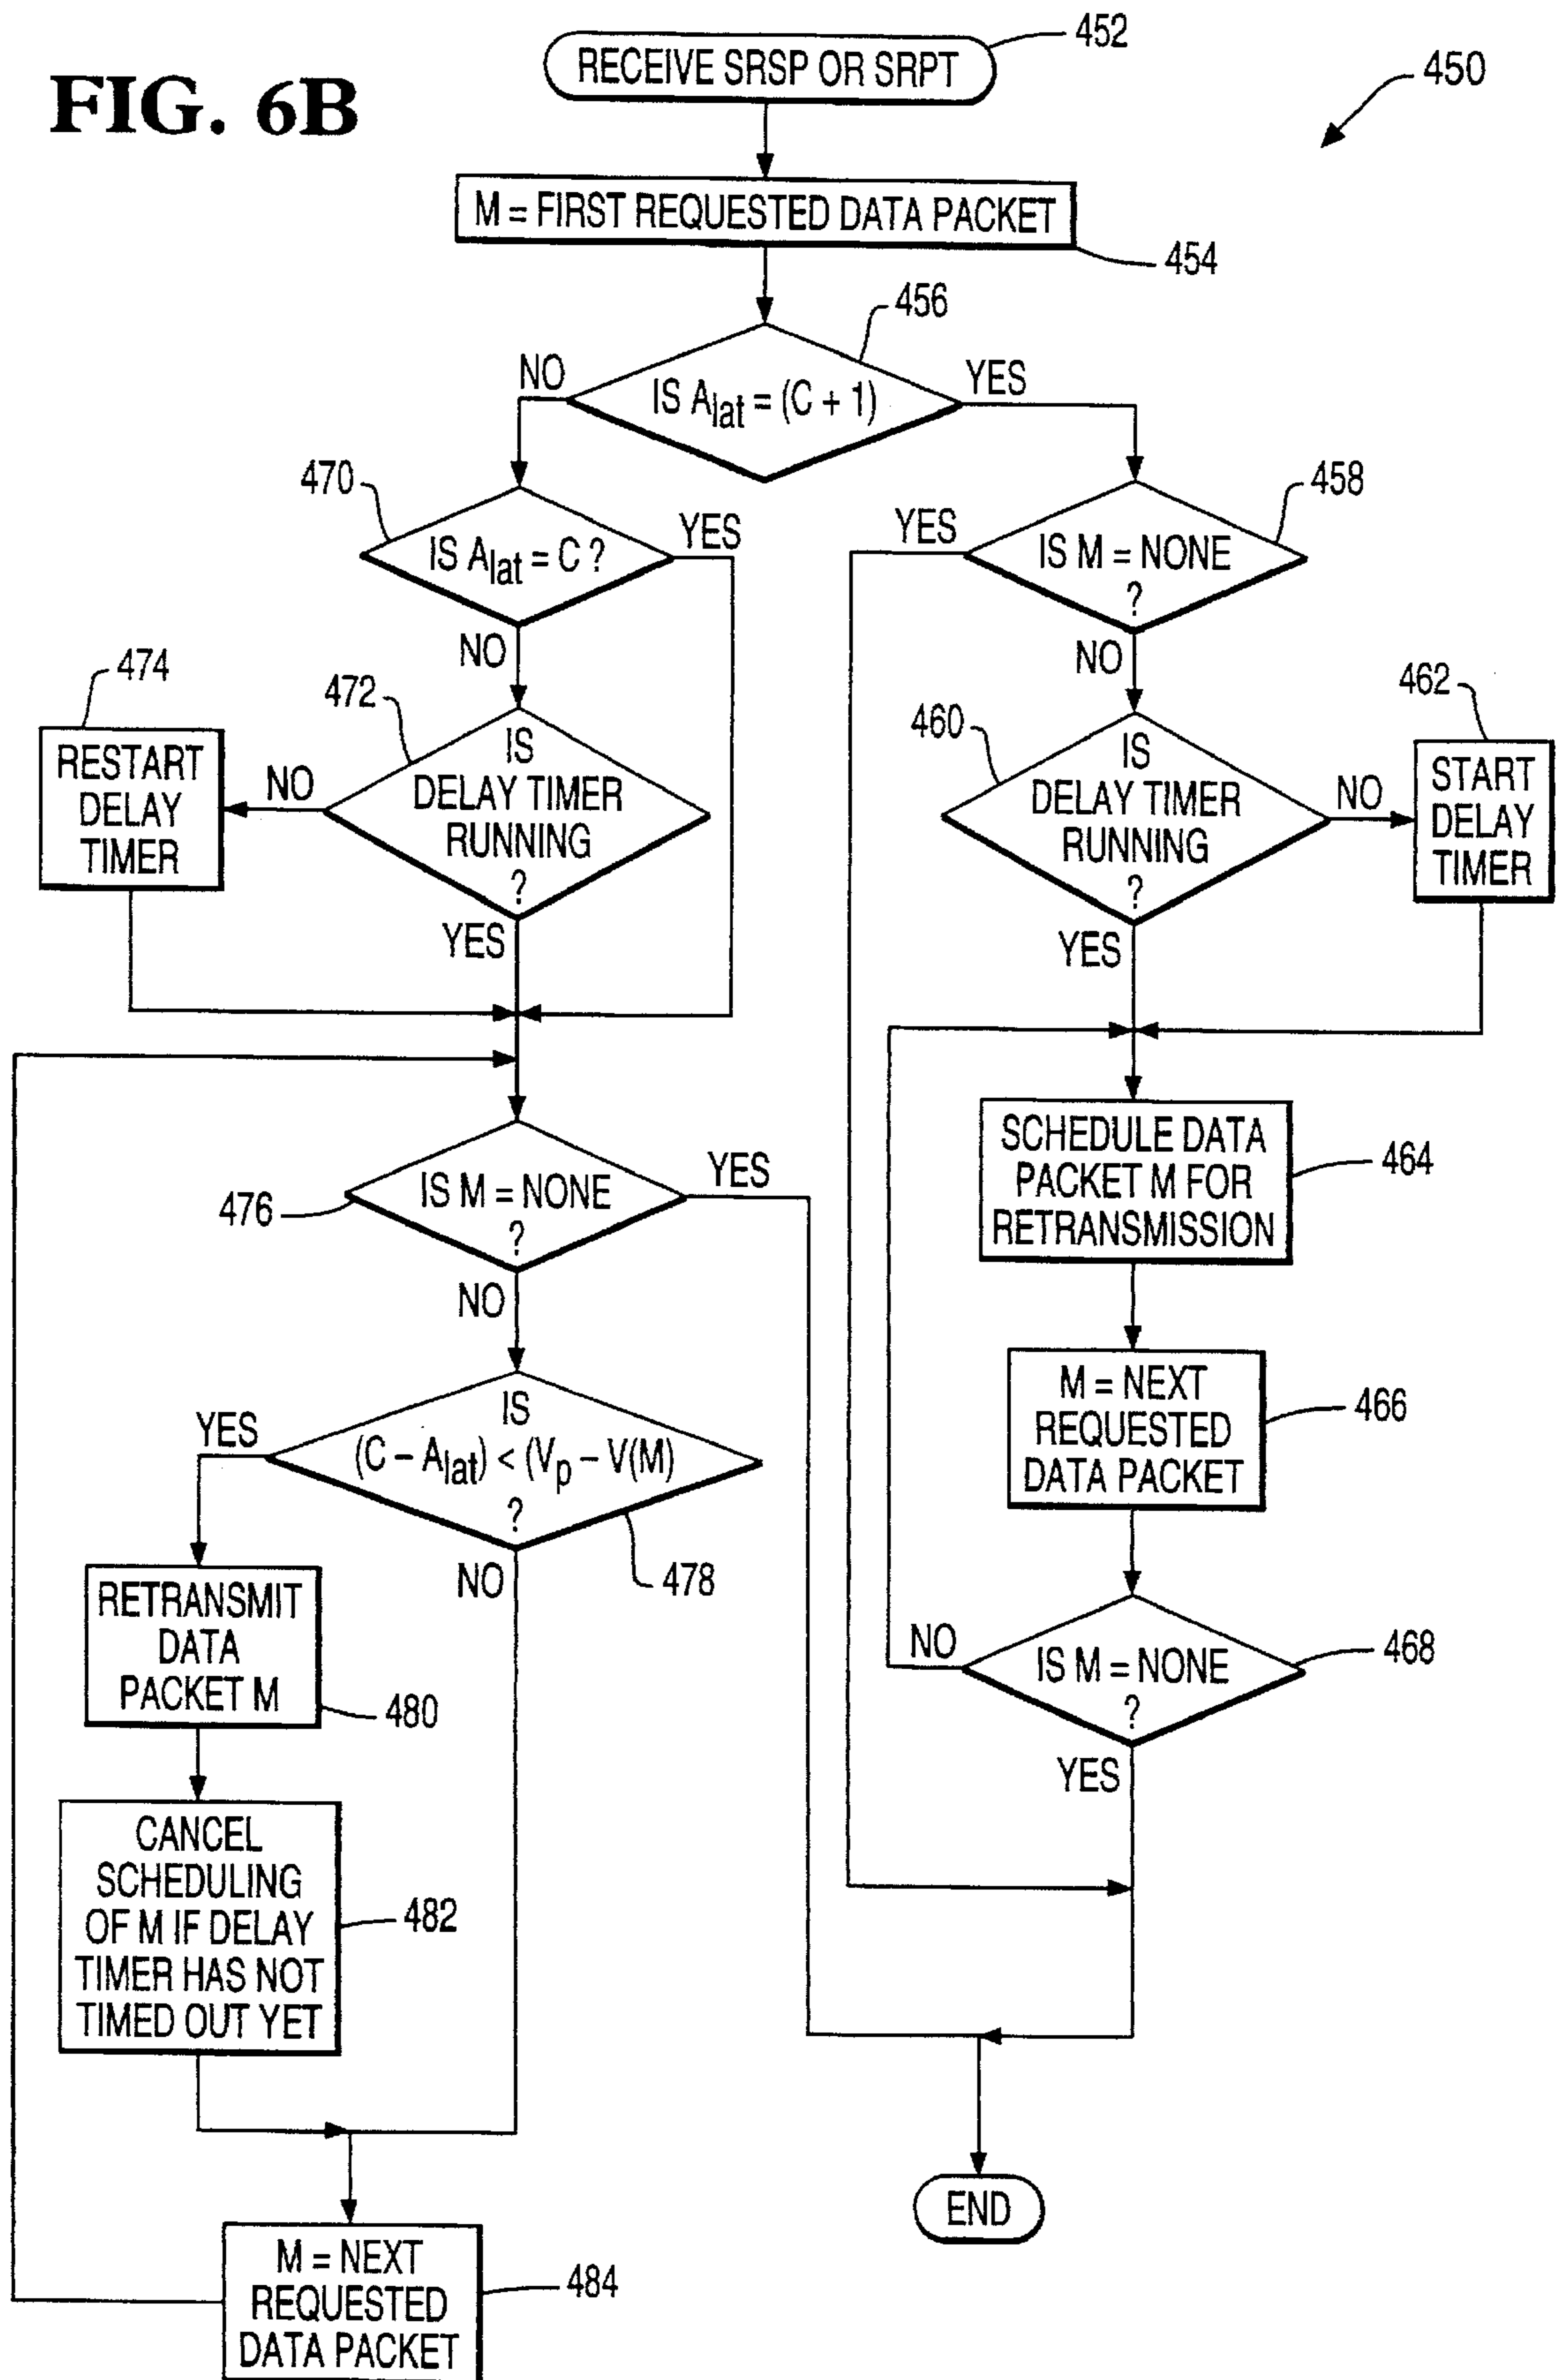 FIG. 6B
RECEIVE SRSP OR SRPT
452
450
M = FIRST REQUESTED DATA PACKET
454
456
IS Alat = (C + 1)
NO
YES
470
IS Alat = C ?
YES
NO
458
IS M = NONE
?
YES
NO
474
RESTART
DELAY
TIMER
472
IS
DELAY TIMER
RUNNING
?
NO
YES
460
IS
DELAY TIMER
RUNNING
?
NO
YES
462
START
DELAY
TIMER
SCHEDULE DATA
PACKET M FOR
RETRANSMISSION
464
476
IS M = NONE
?
YES
NO
M = NEXT
REQUESTED
DATA PACKET
466
IS
(C – Alat) < (Vp – V(M)
?
YES
NO
478
IS M = NONE
?
468
NO
YES
RETRANSMIT
DATA
PACKET M
480
CANCEL
SCHEDULING
OF M IF DELAY
TIMER HAS NOT
TIMED OUT YET
482
END
M = NEXT
REQUESTED
DATA PACKET
484